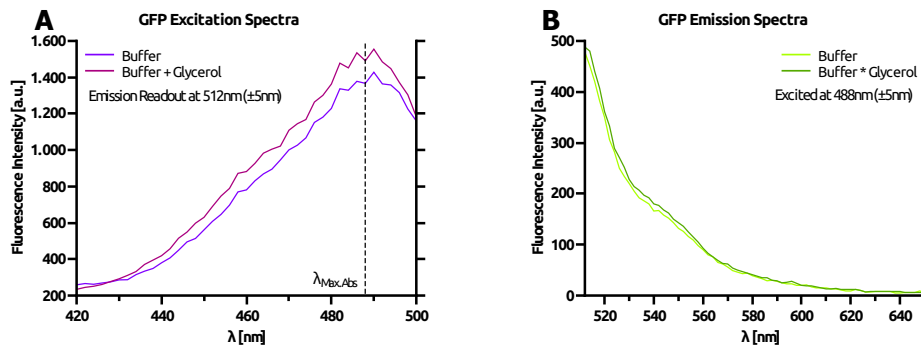 A
GFP Excitation Spectra
1.600
1.400
1.200
1.000
800
600
400
200
Fluorescence Intensity [a.u.]
Buffer
Buffer + Glycerol
Emission Readout at 512nm (±5nm)
λMax.Abs
420
440
460
480
500
λ [nm]
B
GFP Emission Spectra
500
400
300
200
100
0
Fluorescence Intensity [a.u.]
Buffer
Buffer * Glycerol
Excited at 488nm (±5nm)
520
540
560
580
600
620
640
λ [nm]